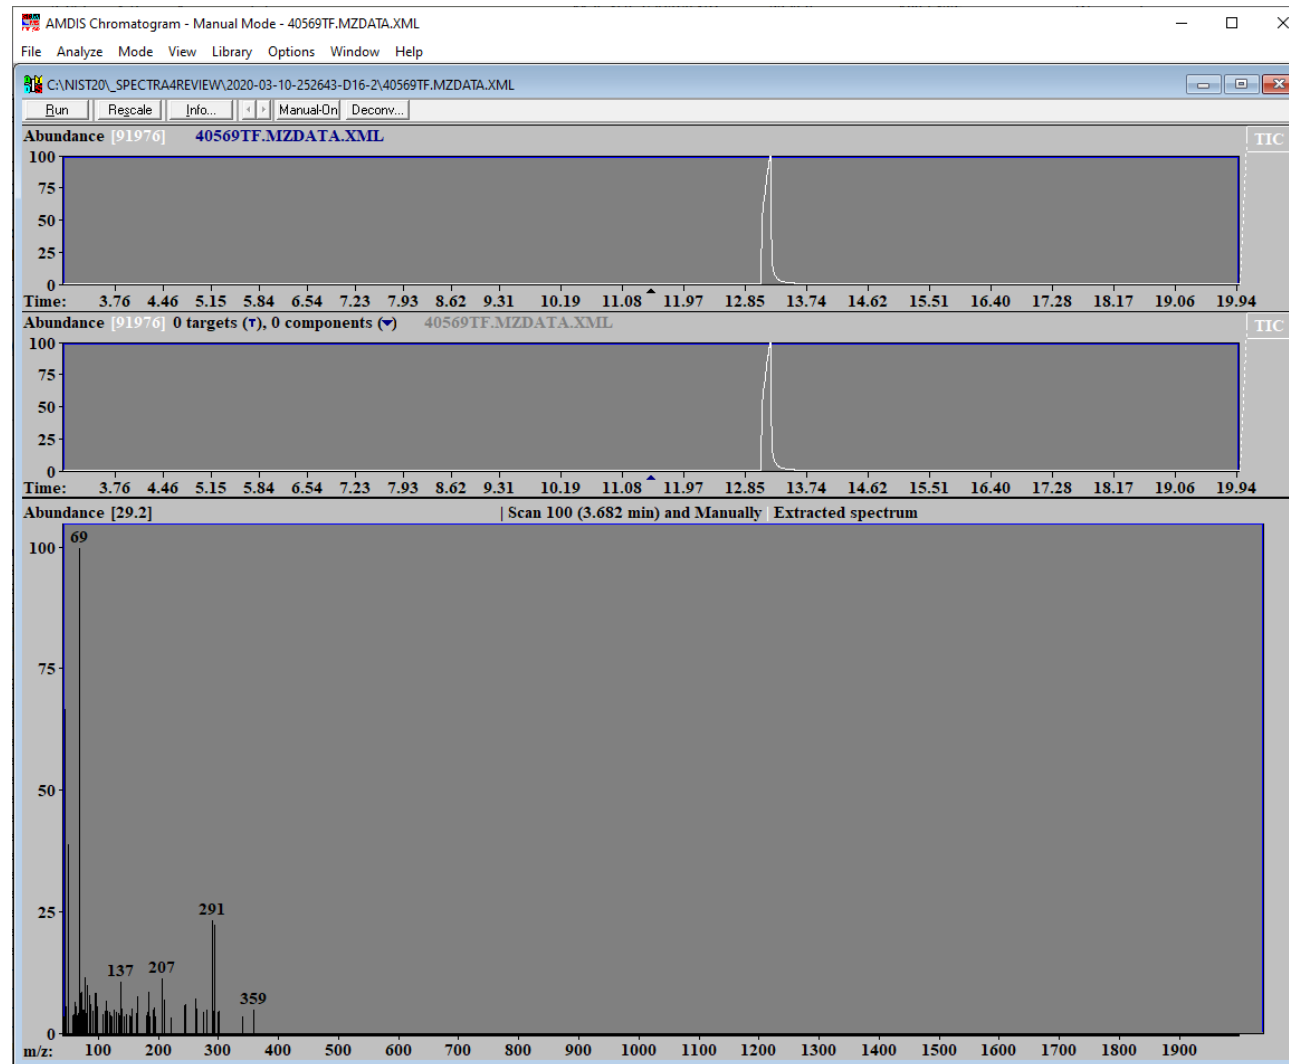 AMDIS Chromatogram - Manual Mode - 40569TF.MZDATA.XML
File Analyze Mode View Library Options Window Help
C:\NIST20\_SPECTRA4REVIEW\2020-03-10-252643-D16-2\40569TF.MZDATA.XML
Run Rescale Info... Manual-On Deconv...
Abundance [91976] 40569TF.MZDATA.XML TIC
100
75
50
25
0
Time: 3.76 4.46 5.15 5.84 6.54 7.23 7.93 8.62 9.31 10.19 11.08 11.97 12.85 13.74 14.62 15.51 16.40 17.28 18.17 19.06 19.94
Abundance [91976] 0 targets (T), 0 components (▼) 40569TF.MZDATA.XML TIC
100
75
50
25
0
Time: 3.76 4.46 5.15 5.84 6.54 7.23 7.93 8.62 9.31 10.19 11.08 11.97 12.85 13.74 14.62 15.51 16.40 17.28 18.17 19.06 19.94
Abundance [29.2] | Scan 100 (3.682 min) and Manually | Extracted spectrum
69
100
75
50
25
291
137 207
359
0
m/z: 100 200 300 400 500 600 700 800 900 1000 1100 1200 1300 1400 1500 1600 1700 1800 1900